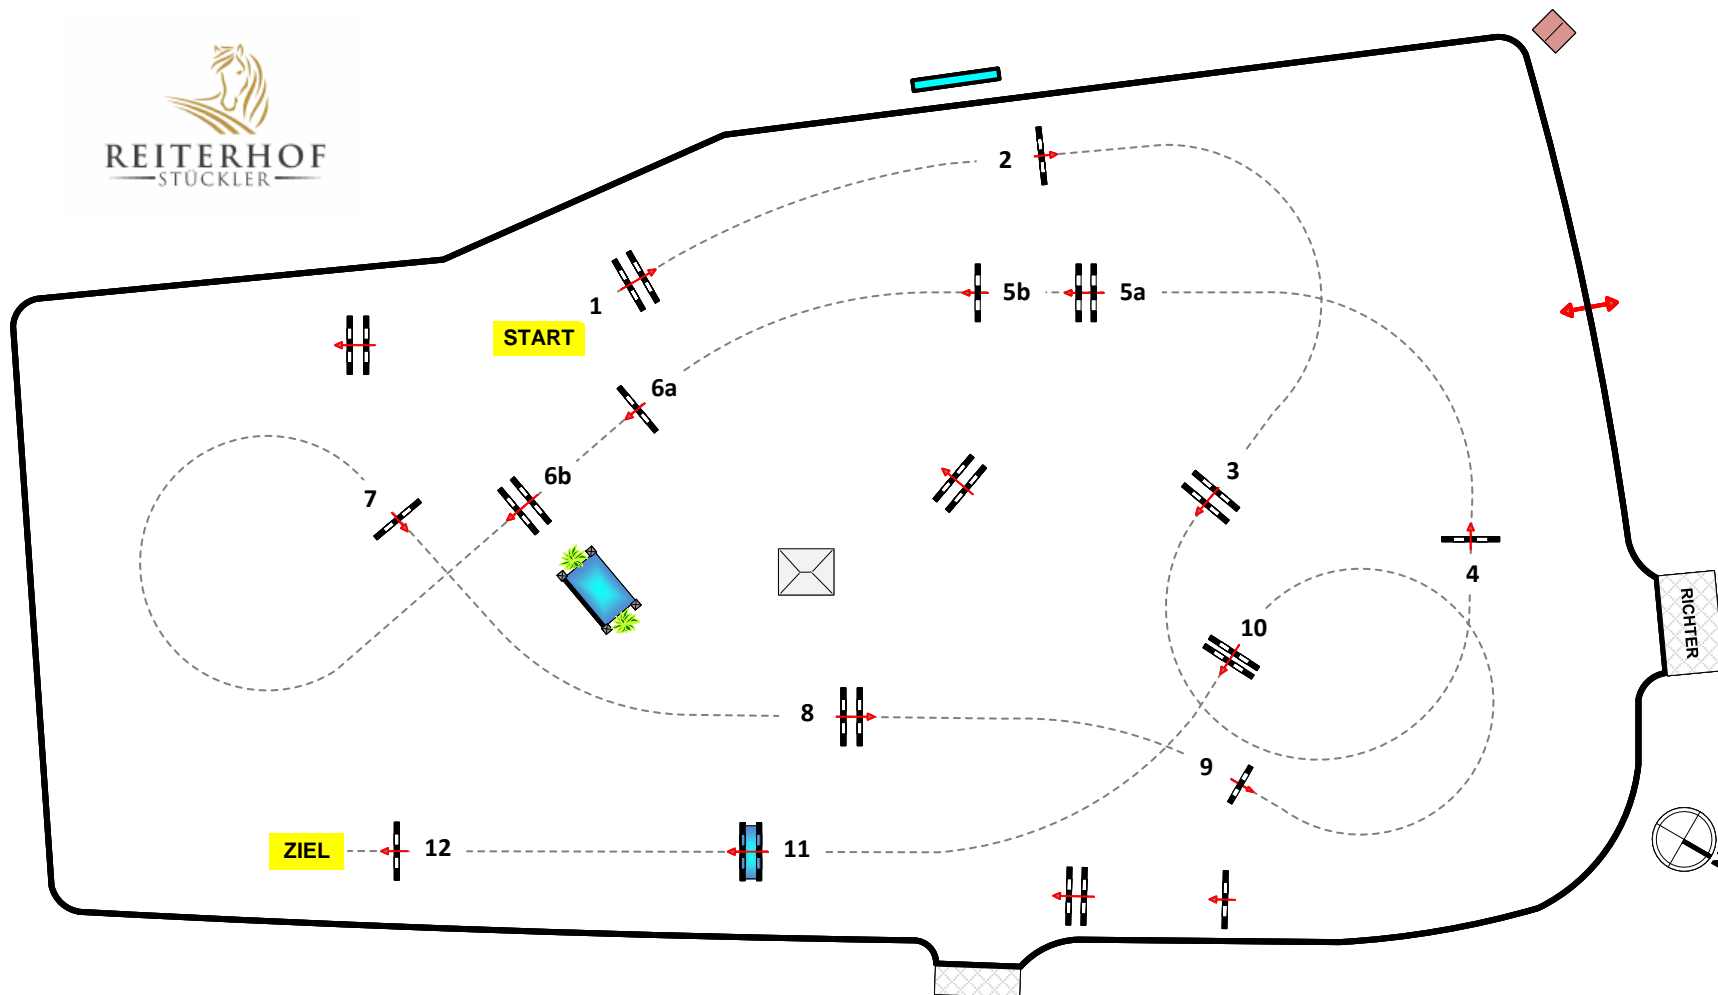 REITERHOF
STÜCKLER
2
5b
5a
1
START
6a
3
6b
7
4
RICHTER
10
8
9
ZIEL
12
11